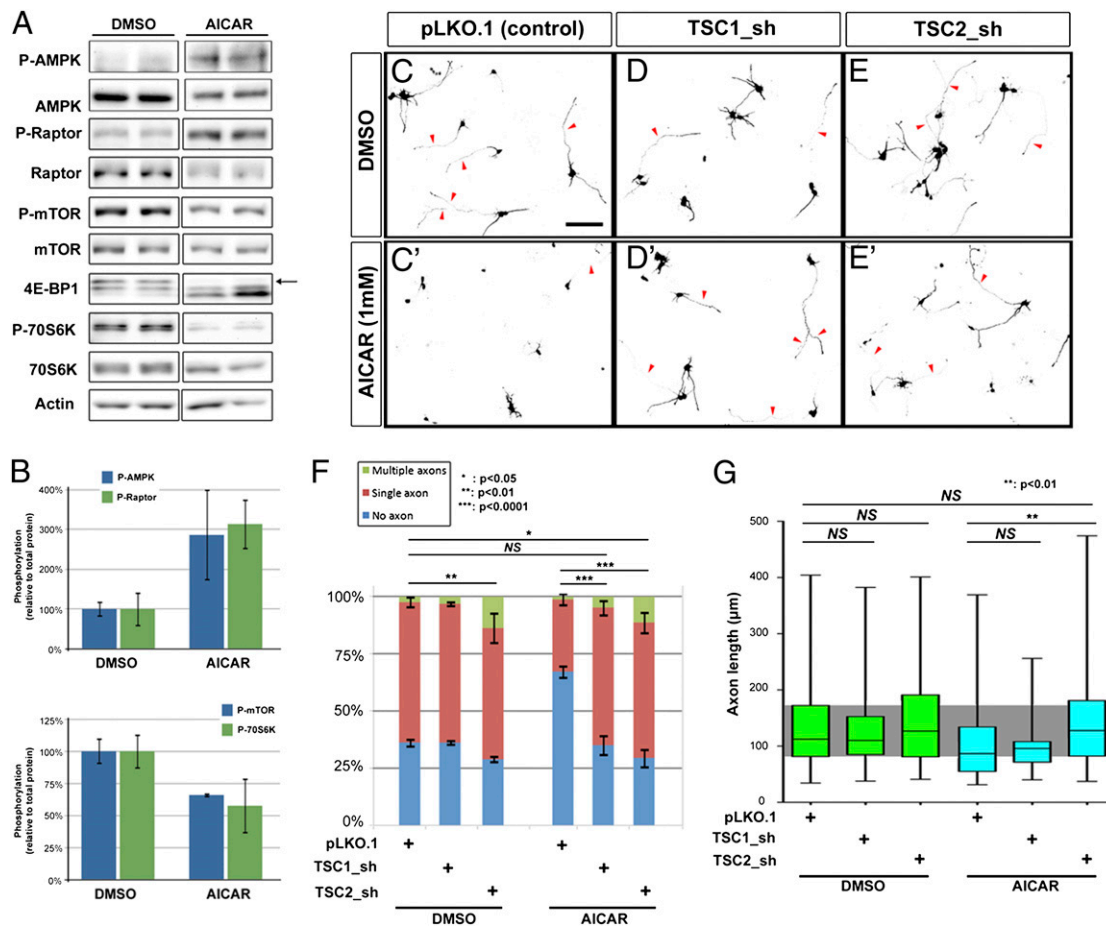 A
DMSO AICAR
P-AMPK
AMPK
P-Raptor
Raptor
P-mTOR
mTOR
4E-BP1
P-70S6K
70S6K
Actin
pLKO.1 (control) TSC1_sh TSC2_sh
DMSO
C D E
AICAR (1mM)
C' D' E'
B
P-AMPK
P-Raptor
Phosphorylation
(relative to total protein)
400%
300%
200%
100%
0%
DMSO AICAR
P-mTOR
P-70S6K
Phosphorylation
(relative to total protein)
125%
100%
75%
50%
25%
0%
DMSO AICAR
F
Multiple axons
Single axon
No axon
* : p<0.05
**: p<0.01
***: p<0.0001
*
NS
**
***
***
100%
75%
50%
25%
0%
pLKO.1 + +
TSC1_sh + +
TSC2_sh + +
DMSO AICAR
G
**: p<0.01
NS
NS **
NS NS
Axon length (µm)
500
400
300
200
100
0
pLKO.1 + +
TSC1_sh + +
TSC2_sh + +
DMSO AICAR